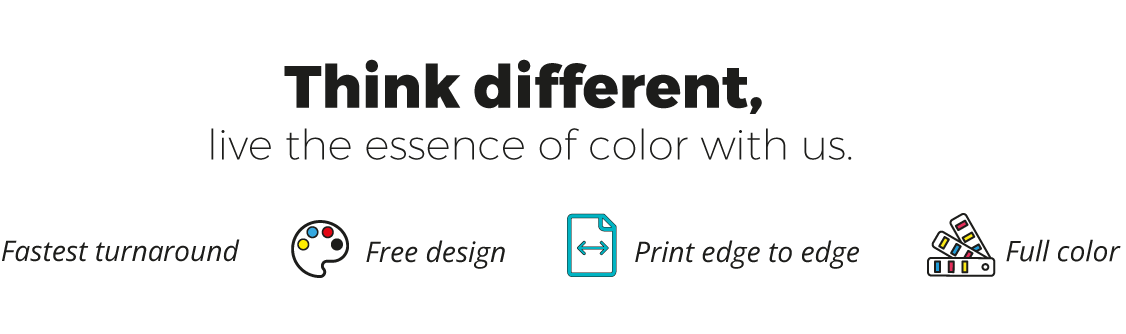 Think different,
live the essence of color with us.
Fastest turnaround Free design Print edge to edge Full color